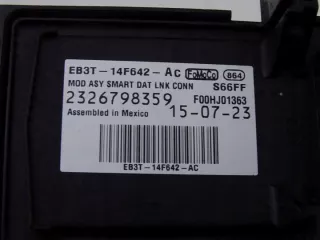 EB3T-14F642-AC FoMoCo 864
MOD ASY SMART DAT LNK CONN S66FF
2326798359 F00HJ01363
Assembled in Mexico 15-07-23
EB3T-14F642-AC